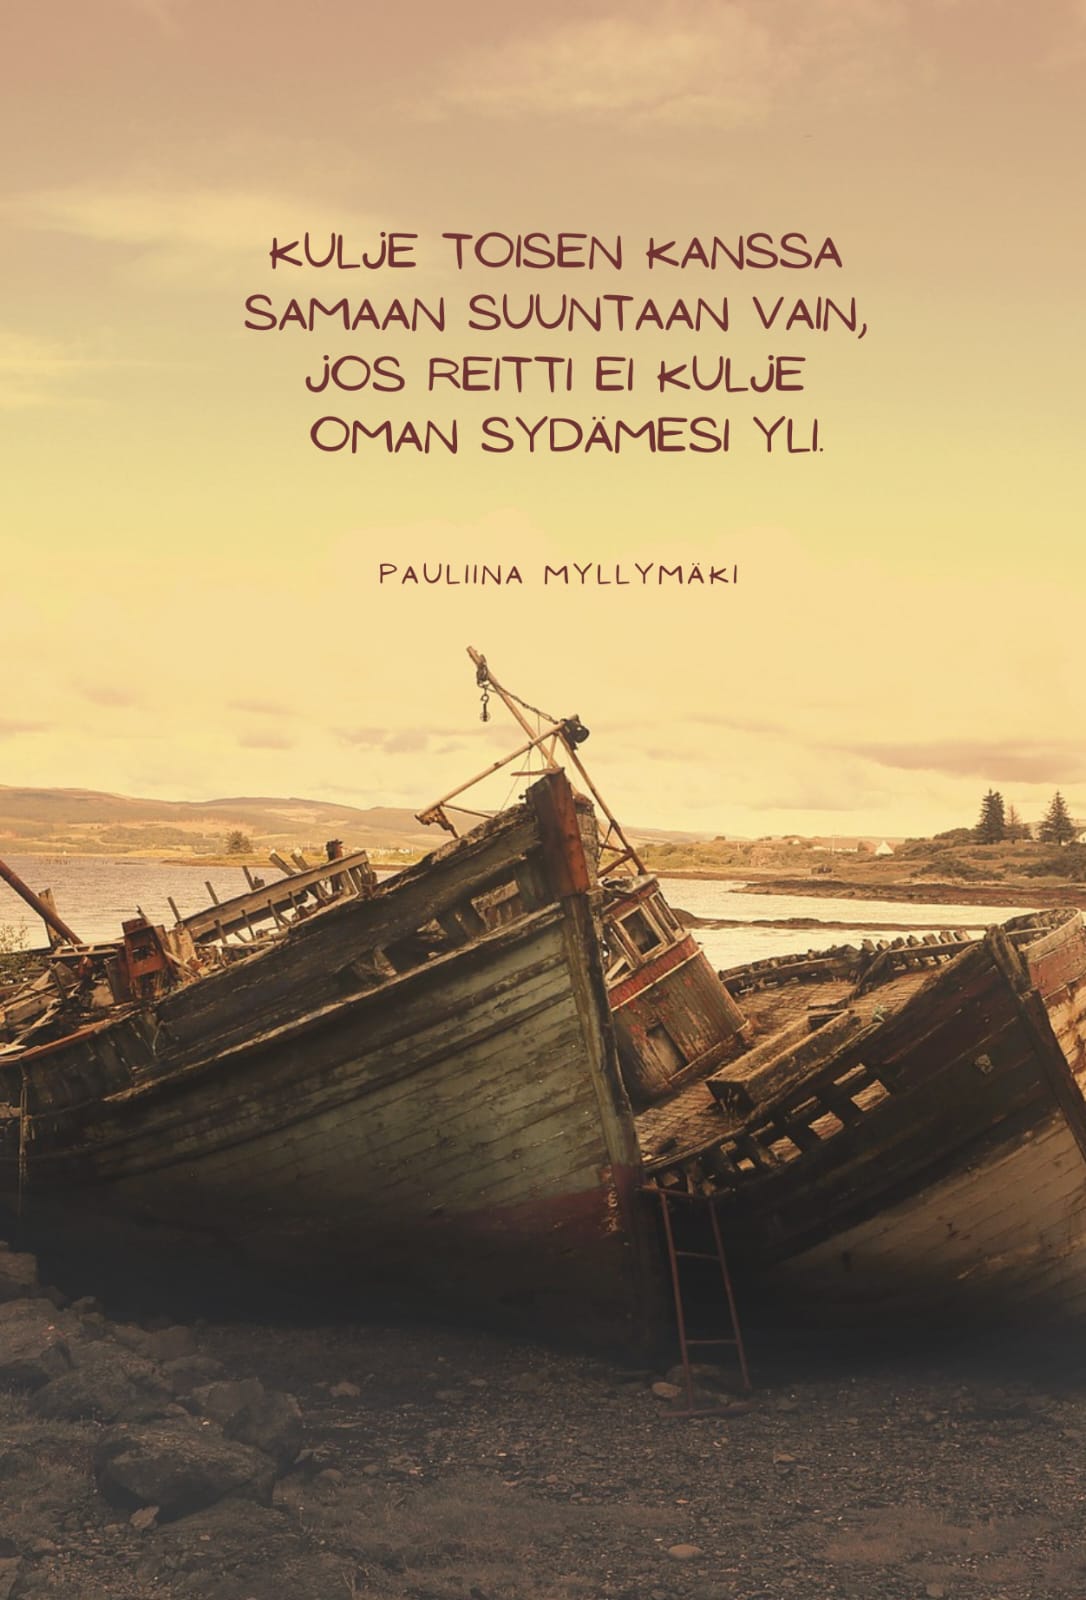 KULJE TOISEN KANSSA
SAMAAN SUUNTAAN VAIN,
JOS REITTI EI KULJE
OMAN SYDÄMESI YLI.
PAULIINA MYLLYMÄKI